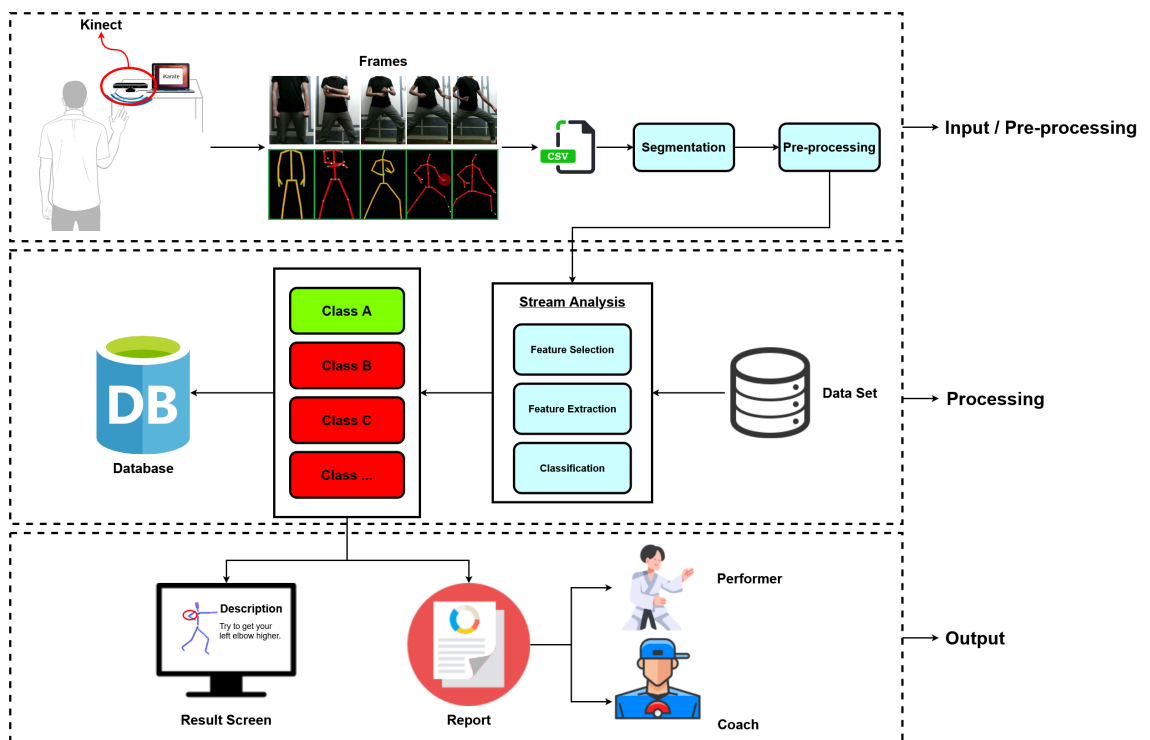 Kinect
iKarate
Frames
CSV
Segmentation
Pre-processing
Input / Pre-processing
Stream Analysis
Feature Selection
Feature Extraction
Classification
Class A
Class B
Class C
Class ...
DB
Database
Data Set
Processing
Description
Try to get your
left elbow higher.
Result Screen
Report
Performer
Coach
Output